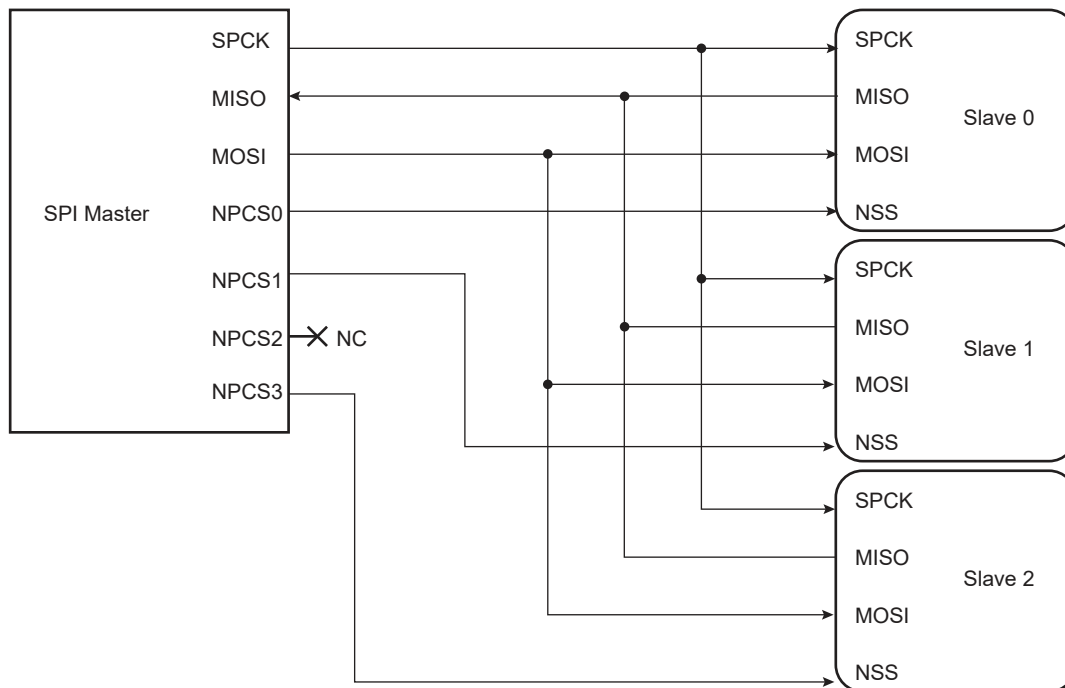 SPI Master
SPCK
MISO
MOSI
NPCS0
NPCS1
NPCS2
NC
NPCS3
SPCK
MISO
Slave 0
MOSI
NSS
SPCK
MISO
Slave 1
MOSI
NSS
SPCK
MISO
Slave 2
MOSI
NSS